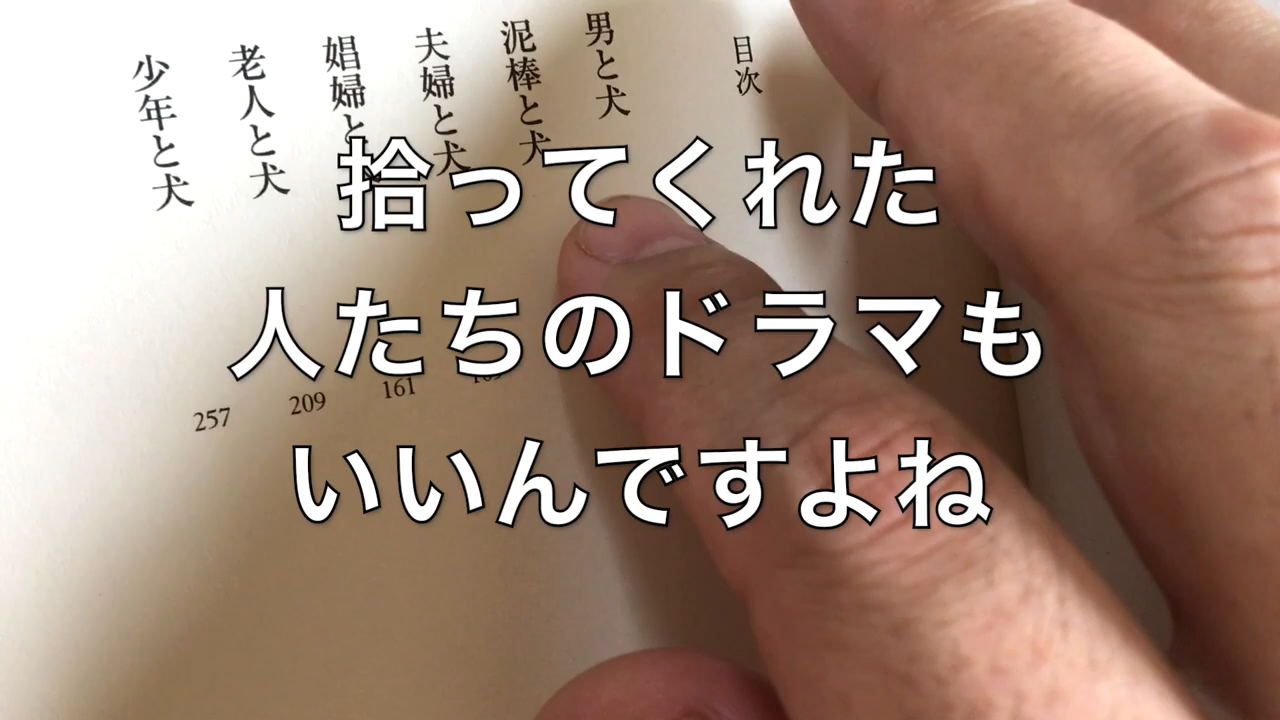 目次
男と犬
泥棒と犬
夫婦と犬
娼婦と
老人と犬
少年と犬
161
209
257
拾ってくれた
人たちのドラマも
いいんですよね